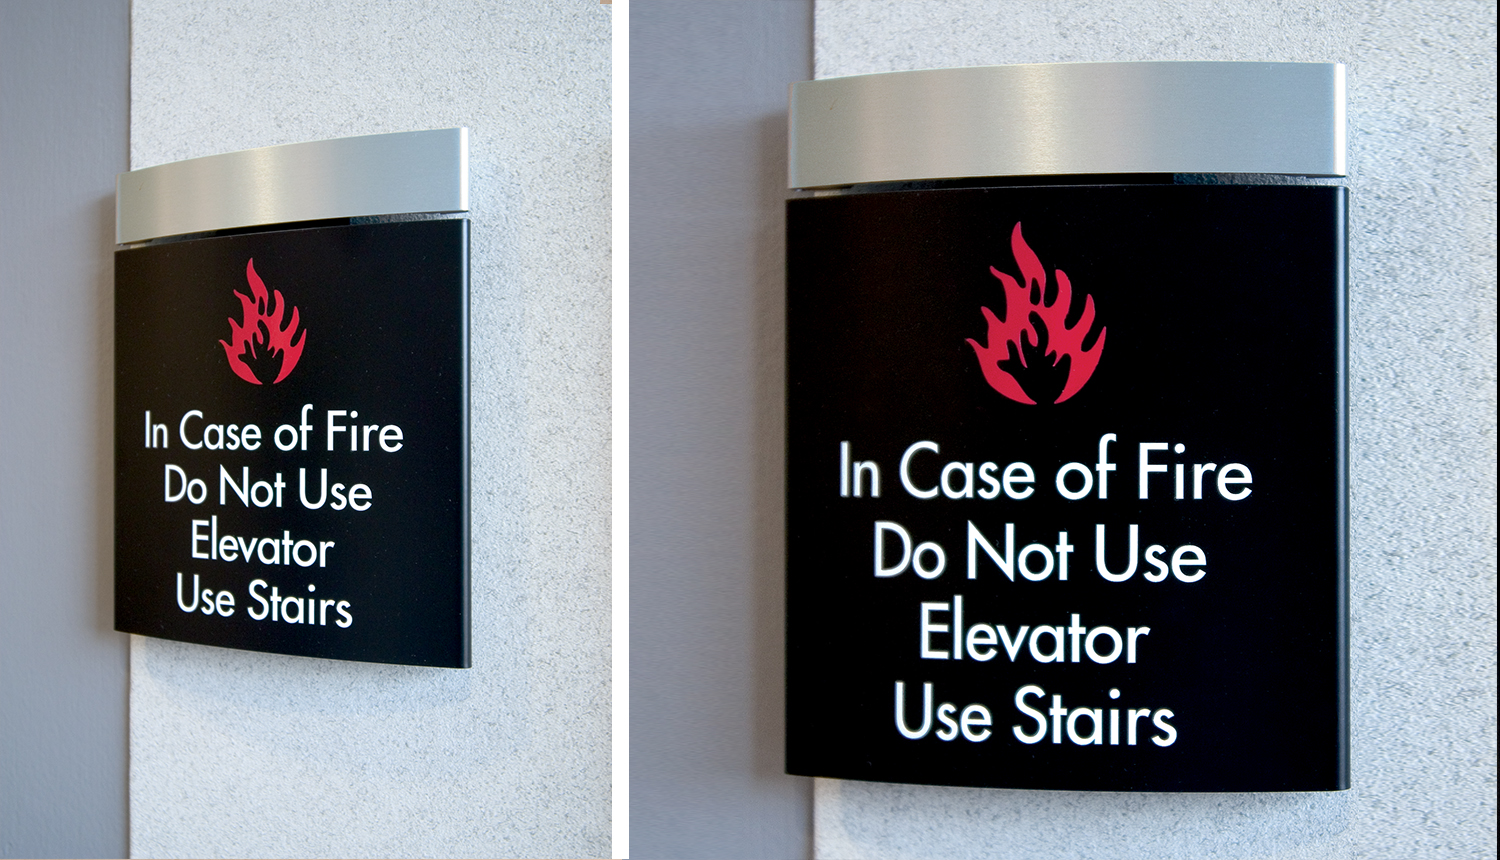 In Case of Fire
Do Not Use
Elevator
Use Stairs
In Case of Fire
Do Not Use
Elevator
Use Stairs